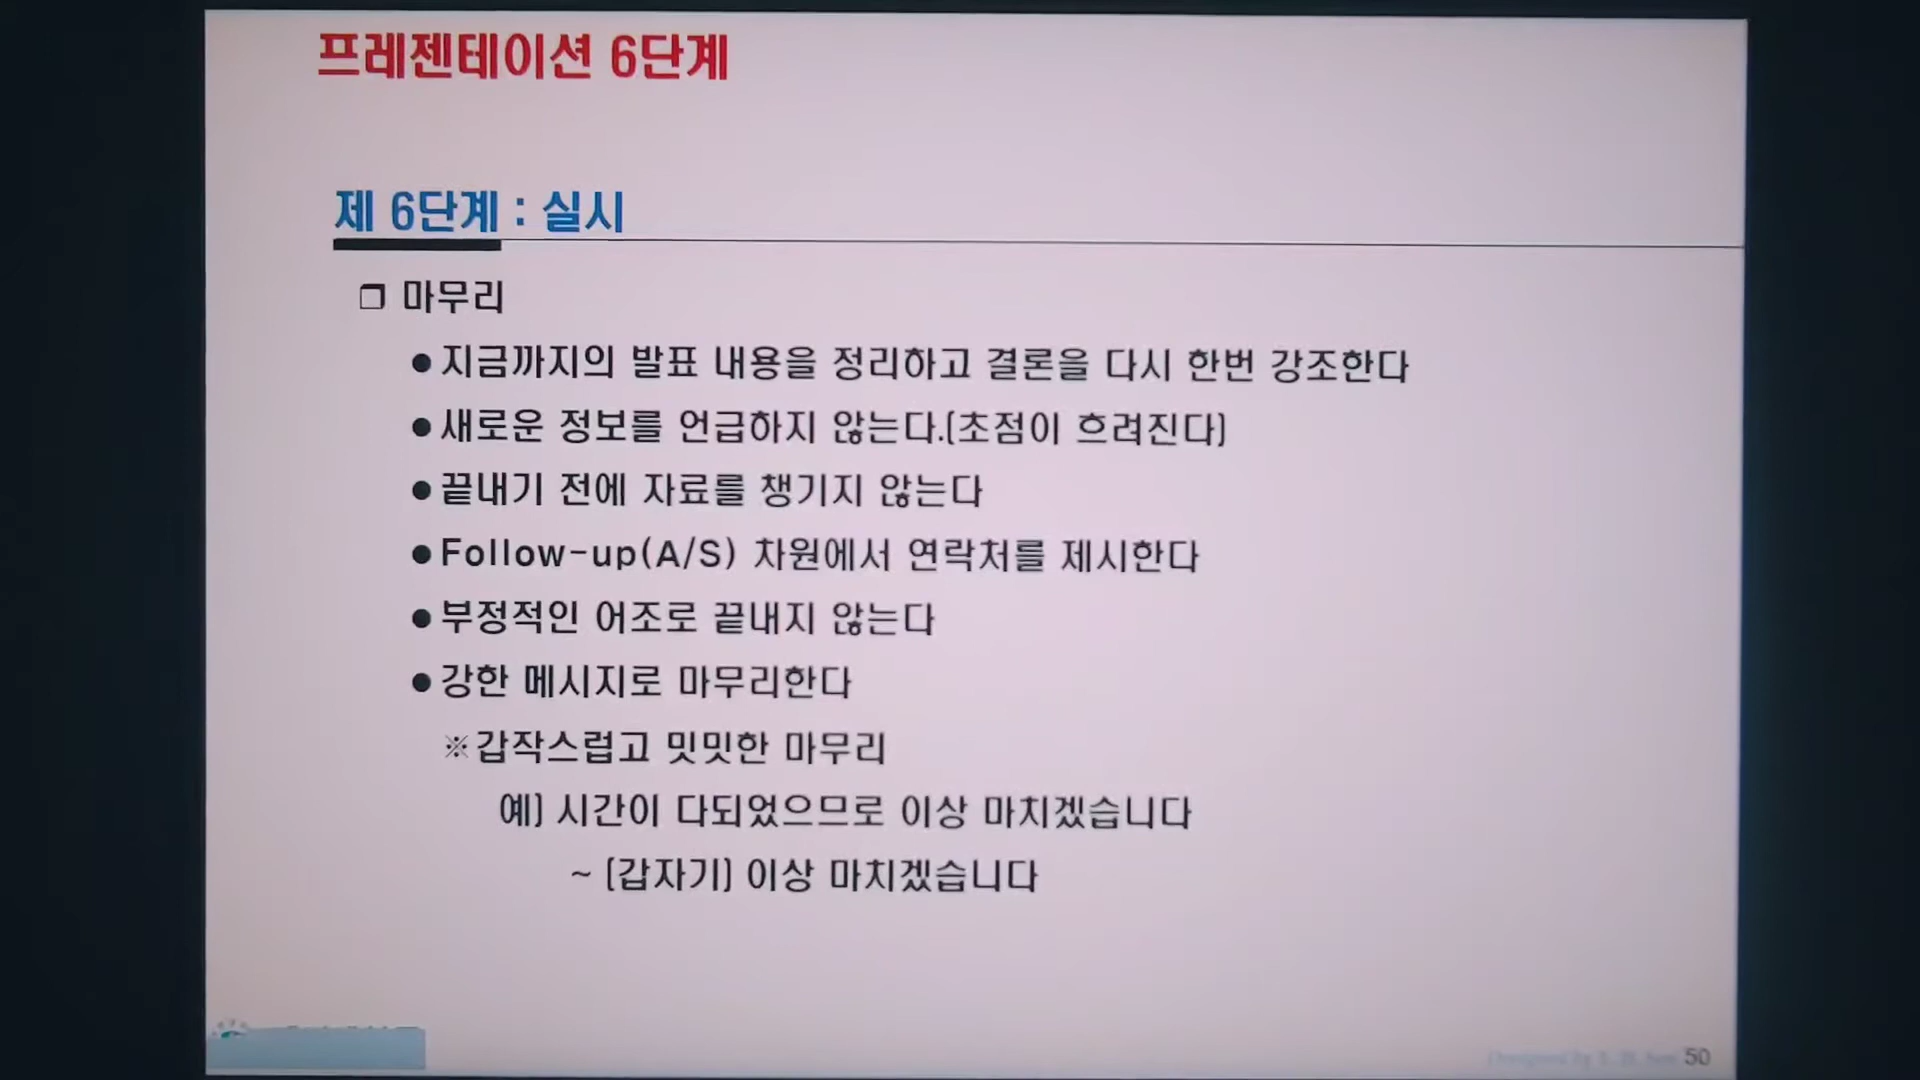 프레젠테이션 6단계
제 6단계 : 실시
❒ 마무리
● 지금까지의 발표 내용을 정리하고 결론을 다시 한번 강조한다
● 새로운 정보를 언급하지 않는다.(초점이 흐려진다)
● 끝내기 전에 자료를 챙기지 않는다
● Follow-up(A/S) 차원에서 연락처를 제시한다
● 부정적인 어조로 끝내지 않는다
● 강한 메시지로 마무리한다
※갑작스럽고 밋밋한 마무리
예) 시간이 다되었으므로 이상 마치겠습니다
~ (갑자기) 이상 마치겠습니다
Designed by 50